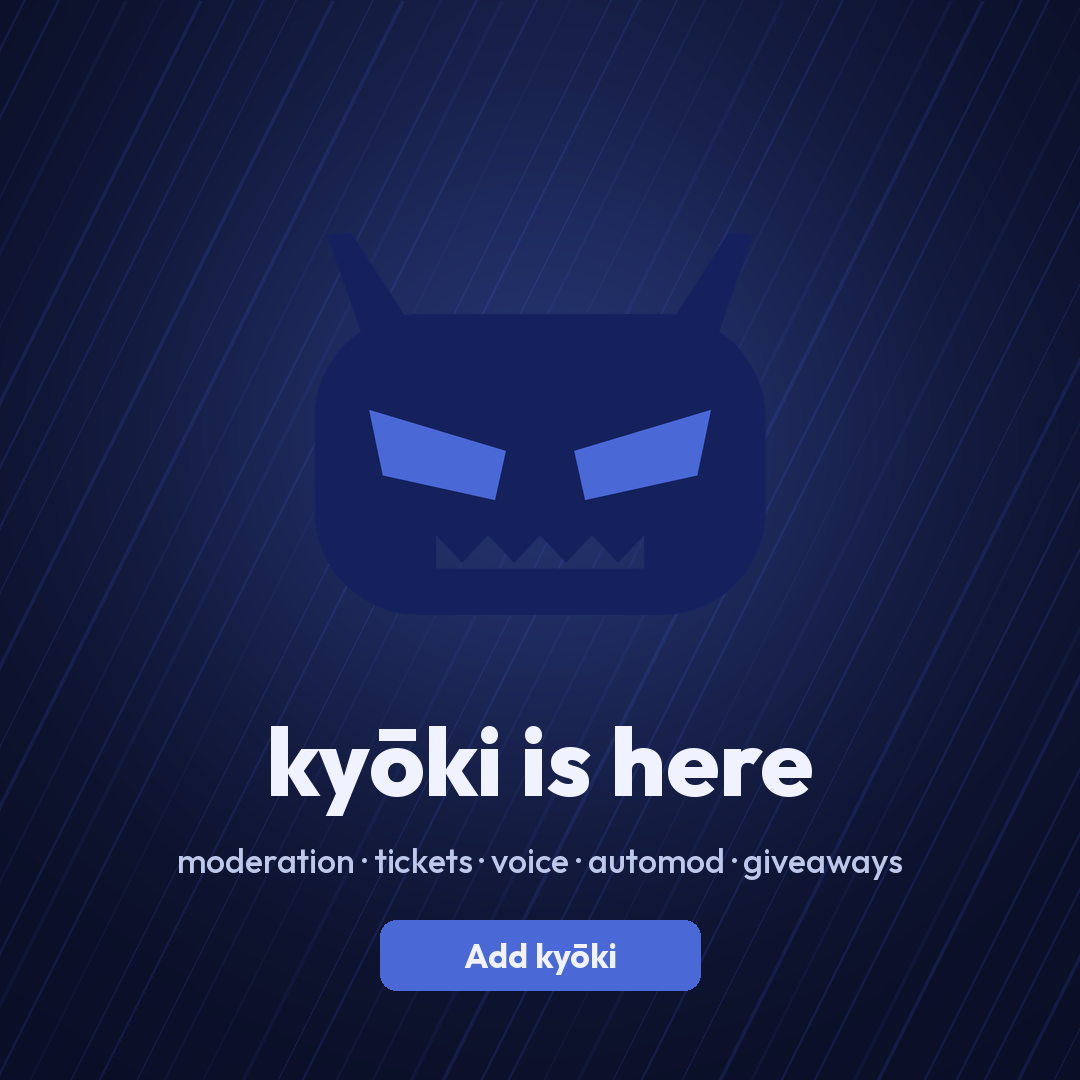 kyōki is here
moderation · tickets · voice · automod · giveaways
Add kyōki